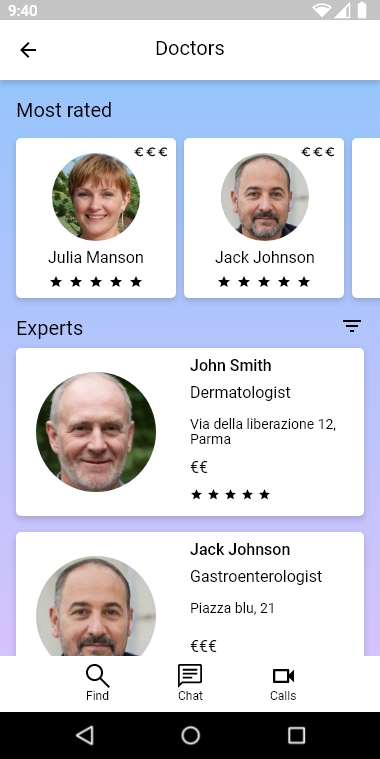 9:40
Doctors
Most rated
€ € €
€ € €
Julia Manson
Jack Johnson
Experts
John Smith
Dermatologist
Via della liberazione 12,
Parma
€€
Jack Johnson
Gastroenterologist
Piazza blu, 21
€€€
Find
Chat
Calls